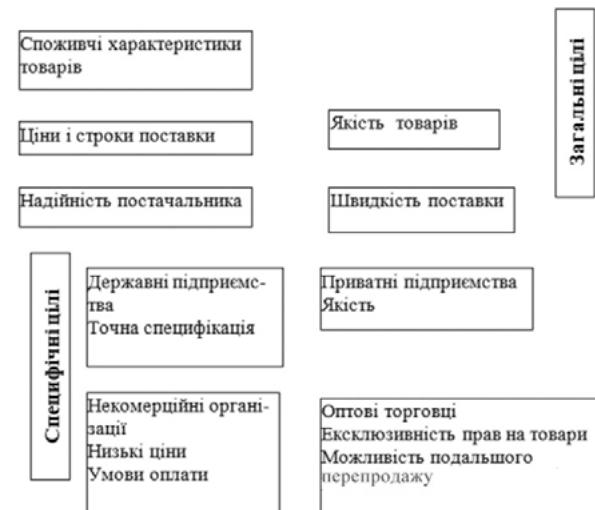 Споживчі характеристики
товарів
Загальні цілі
Ціни і строки поставки
Якість товарів
Надійність постачальника
Швидкість поставки
Специфічні цілі
Державні підприємс-
тва
Точна специфікація
Приватні підприємства
Якість
Некомерційні органі-
зації
Низькі ціни
Умови оплати
Оптові торговці
Ексклюзивність прав на товари
Можливість подальшого
перепродажу